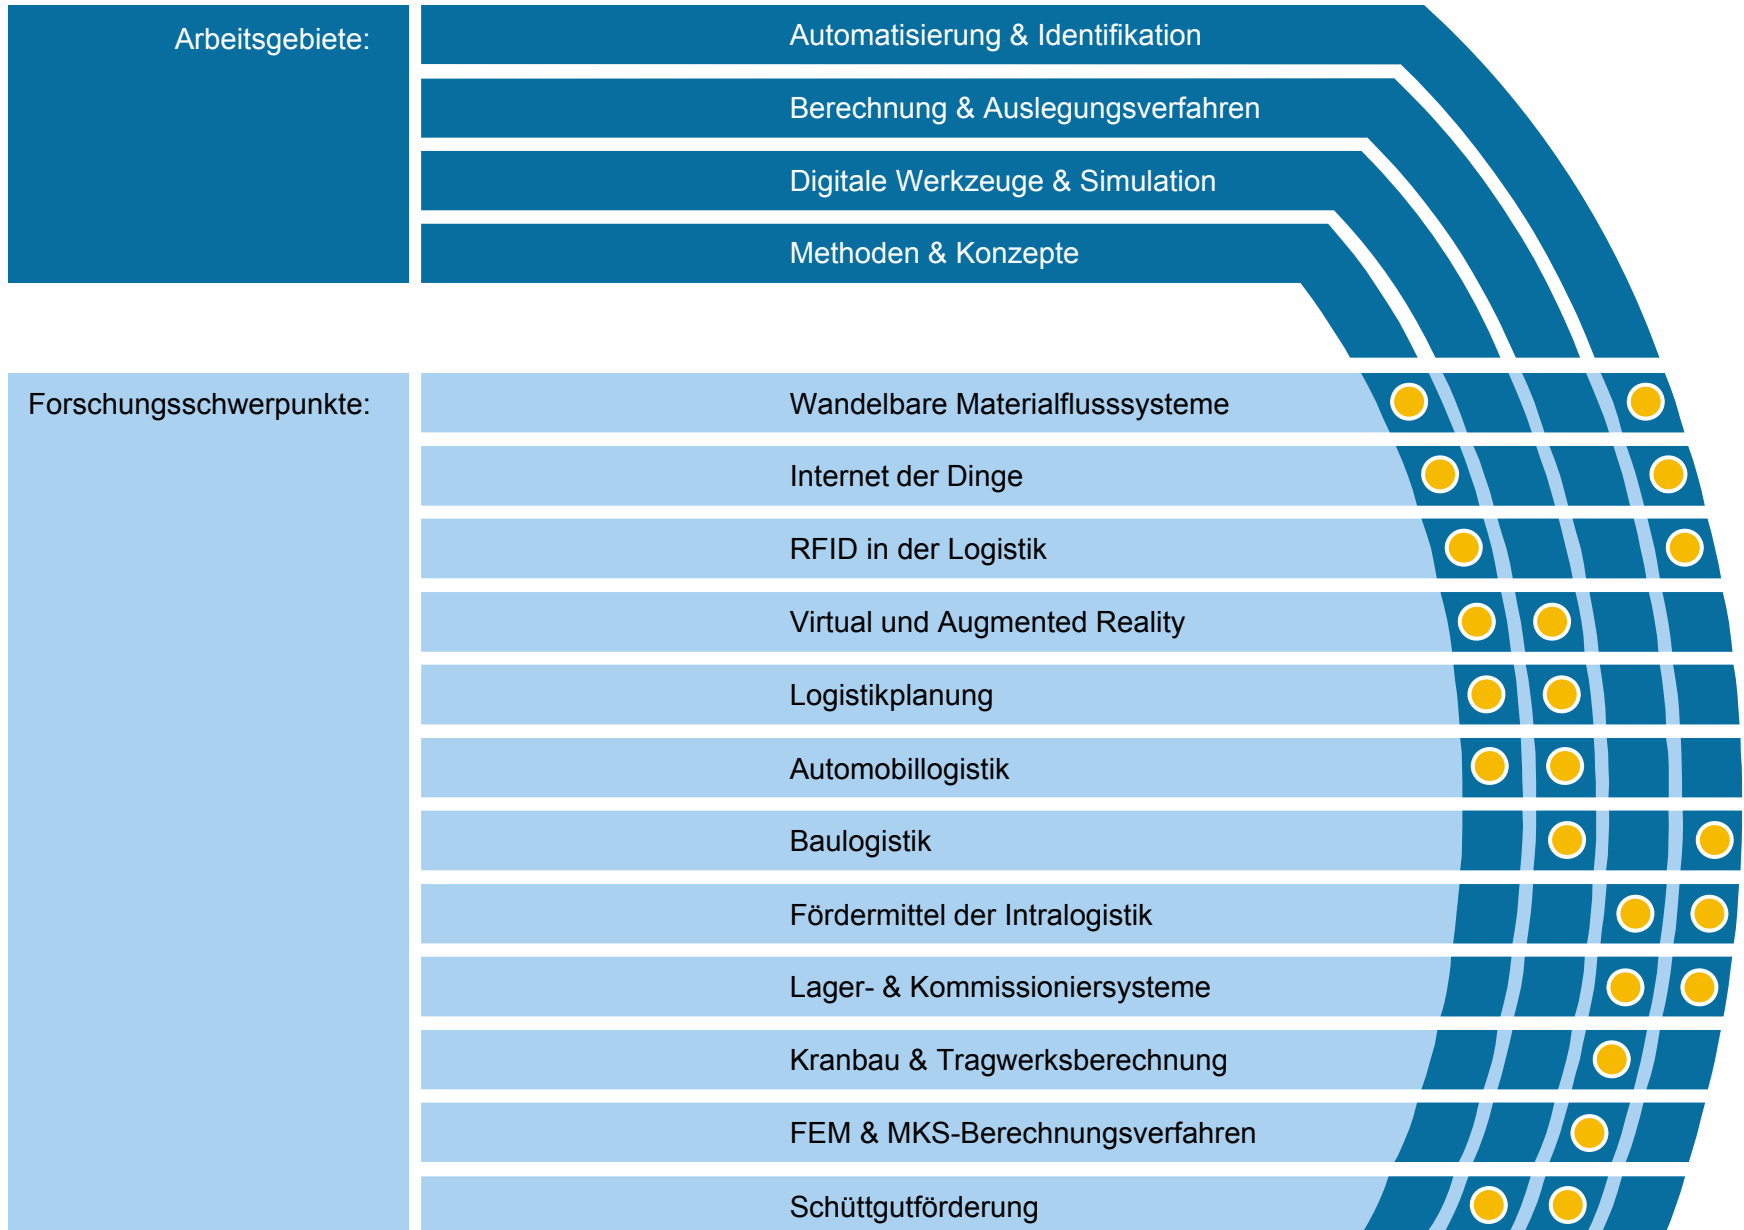 Arbeitsgebiete:
Automatisierung & Identifikation
Berechnung & Auslegungsverfahren
Digitale Werkzeuge & Simulation
Methoden & Konzepte
Forschungsschwerpunkte:
Wandelbare Materialflusssysteme
Internet der Dinge
RFID in der Logistik
Virtual und Augmented Reality
Logistikplanung
Automobillogistik
Baulogistik
Fördermittel der Intralogistik
Lager- & Kommissioniersysteme
Kranbau & Tragwerksberechnung
FEM & MKS-Berechnungsverfahren
Schüttgutförderung